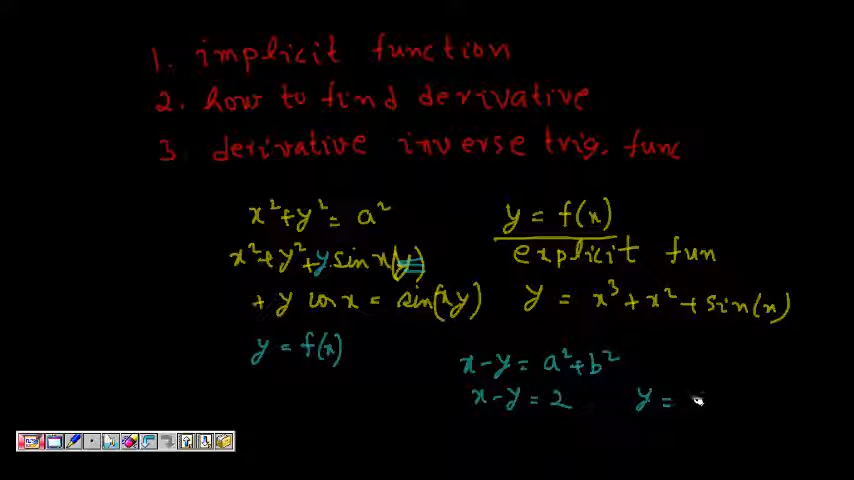 1. implicit function
2. how to find derivative
3. derivative inverse trig. func
x²+y² = a²
x²+y²+y sin x(y)
+ y cos x = sin(xy)
y = f(x)
y = f(x)
explicit fun
y = x³+x²+sin(x)
x-y = a²+b²
x-y = 2
y =